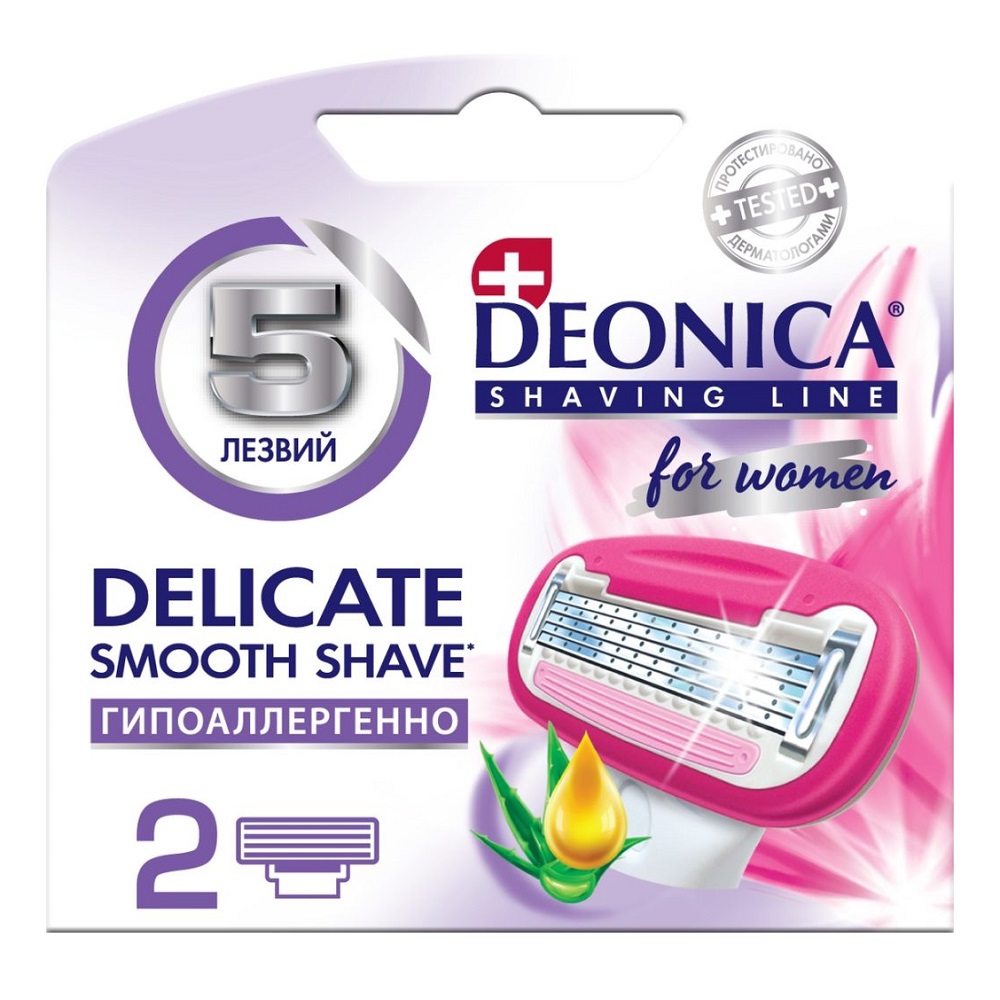 ПРОТЕСТИРОВАНО
TESTED
ДЕРМАТОЛОГАМИ
5
ЛЕЗВИЙ
DEONICA®
SHAVING LINE
for women
DELICATE
SMOOTH SHAVE*
ГИПОАЛЛЕРГЕННО
2